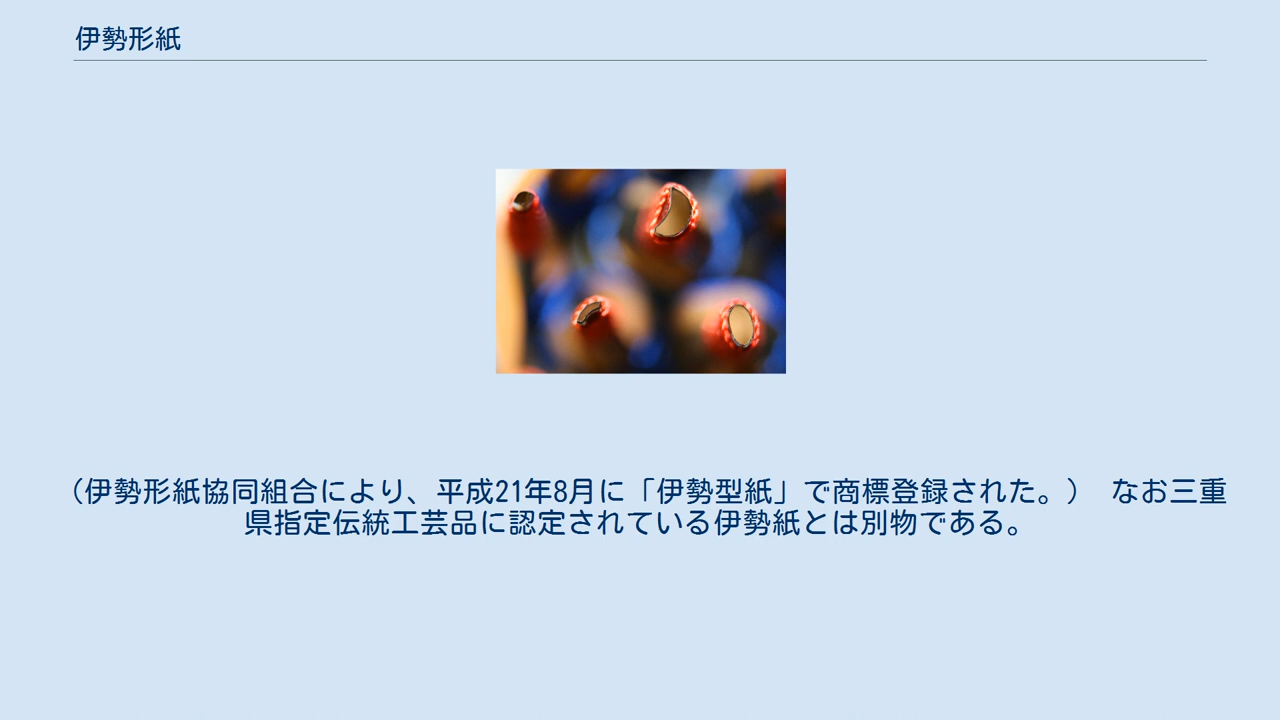 伊勢形紙
（伊勢形紙協同組合により、平成21年8月に「伊勢型紙」で商標登録された。）　なお三重
県指定伝統工芸品に認定されている伊勢紙とは別物である。